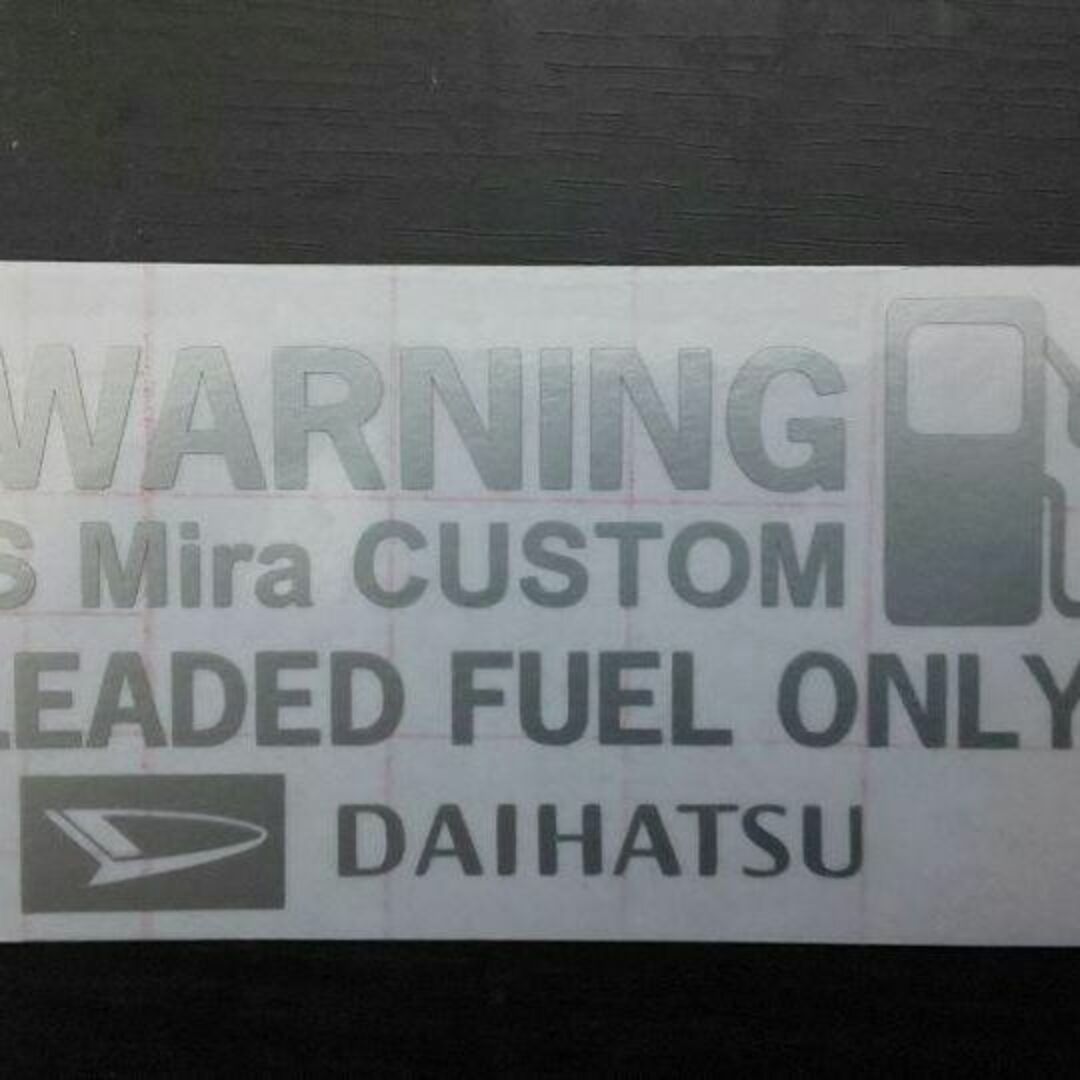 WARNING
S Mira CUSTOM
LEADED FUEL ONLY
DAIHATSU